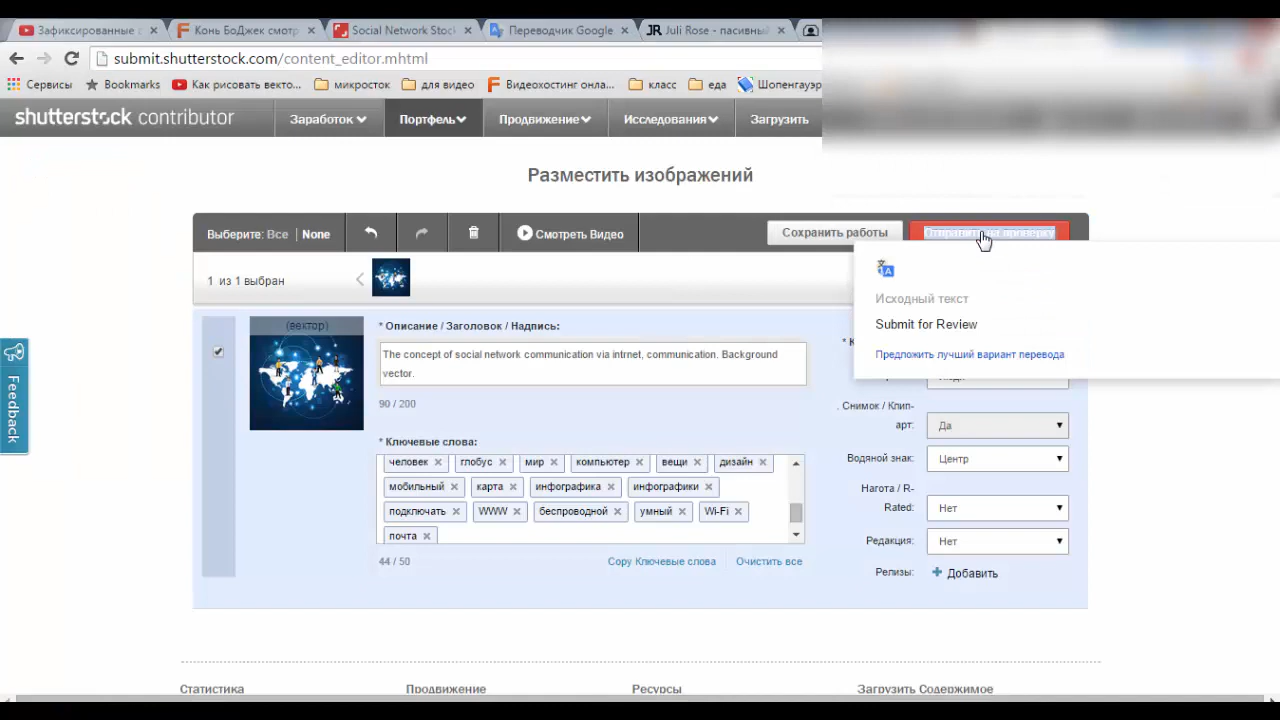 Зафиксированные
Конь БоДжек смотр
Social Network Stock
Переводчик Google
Juli Rose - пасивный
submit.shutterstock.com/content_editor.mhtml
Сервисы
Bookmarks
Как рисовать векто...
микросток
для видео
Видеохостинг онла...
класс
еда
Шопенгауэр
shutterstock contributor
Заработок
Портфель
Продвижение
Исследования
Загрузить
Разместить изображений
Выберите: Все | None
Смотреть Видео
Сохранить работы
Отправить на проверку
1 из 1 выбран
Исходный текст
Submit for Review
Предложить лучший вариант перевода
(вектор)
* Описание / Заголовок / Надпись:
The concept of social network communication via intrnet, communication. Background
vector.
90 / 200
* Ключевые слова:
человек
глобус
мир
компьютер
вещи
дизайн
мобильный
карта
инфографика
инфографики
подключать
WWW
беспроводной
умный
Wi-Fi
почта
44 / 50
Copy Ключевые слова
Очистить все
. Снимок / Клип-
арт:
Да
Водяной знак:
Центр
Нагота / R-
Rated:
Нет
Редакция:
Нет
Релизы:
Добавить
Feedback
Статистика
Продвижение
Ресурсы
Загрузить Содержимое